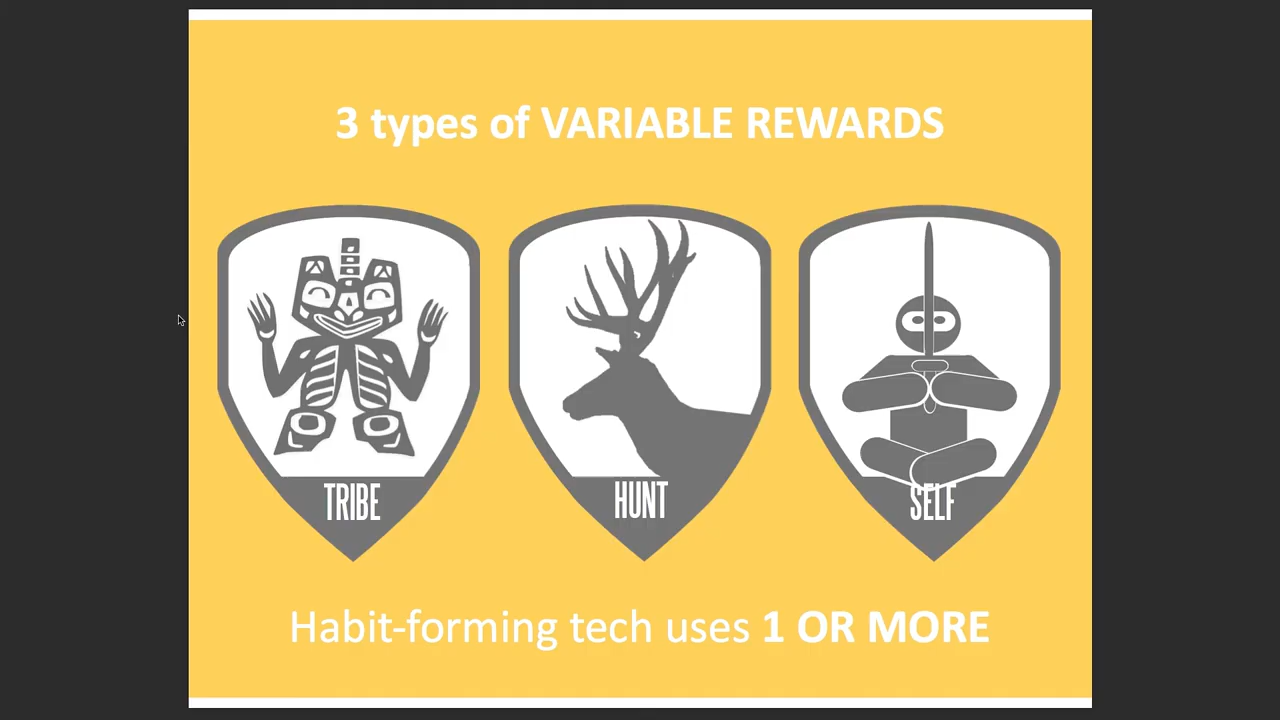 3 types of VARIABLE REWARDS
TRIBE
HUNT
SELF
Habit-forming tech uses 1 OR MORE